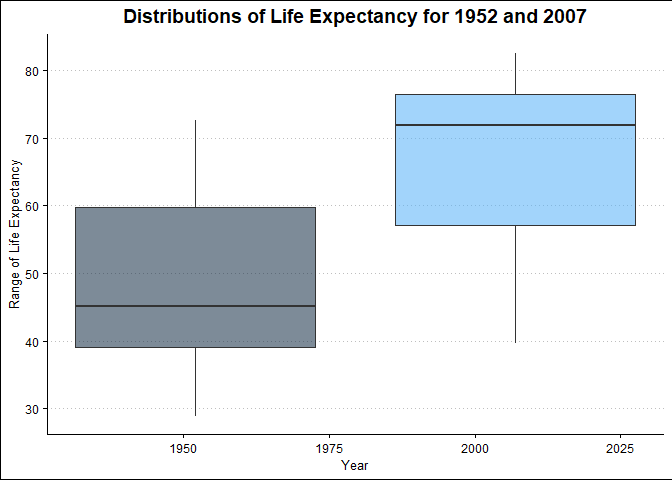 Distributions of Life Expectancy for 1952 and 2007
Range of Life Expectancy
80
70
60
50
40
30
1950 1975 2000 2025
Year